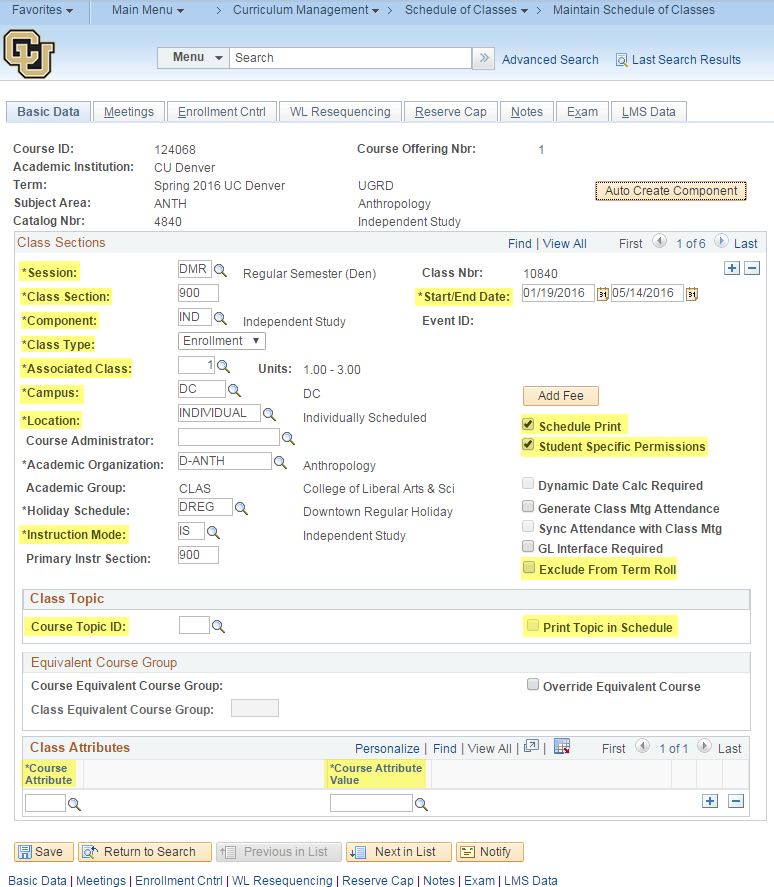 Favorites Main Menu > Curriculum Management > Schedule of Classes > Maintain Schedule of Classes
CU
Menu Search >> Advanced Search Last Search Results
Basic Data Meetings Enrollment Cntrl WL Resequencing Reserve Cap Notes Exam LMS Data
Course ID: 124068 Course Offering Nbr: 1
Academic Institution: CU Denver
Term: Spring 2016 UC Denver UGRD Auto Create Component
Subject Area: ANTH Anthropology
Catalog Nbr: 4840 Independent Study
Class Sections Find | View All First 1 of 6 Last
*Session: DMR Regular Semester (Den) Class Nbr: 10840
*Class Section: 900 *Start/End Date: 01/19/2016 31 05/14/2016 31
*Component: IND Independent Study Event ID:
*Class Type: Enrollment
*Associated Class: 1 Units: 1.00 - 3.00
*Campus: DC DC Add Fee
*Location: INDIVIDUAL Individually Scheduled Schedule Print
Course Administrator: Student Specific Permissions
*Academic Organization: D-ANTH Anthropology
Academic Group: CLAS College of Liberal Arts & Sci Dynamic Date Calc Required
*Holiday Schedule: DREG Downtown Regular Holiday Generate Class Mtg Attendance
*Instruction Mode: IS Independent Study Sync Attendance with Class Mtg
Primary Instr Section: 900 GL Interface Required
Exclude From Term Roll
Class Topic
Course Topic ID: Print Topic in Schedule
Equivalent Course Group
Course Equivalent Course Group: Override Equivalent Course
Class Equivalent Course Group:
Class Attributes Personalize | Find | View All | | First 1 of 1 Last
*Course Attribute *Course Attribute Value
Save Return to Search Previous in List Next in List Notify
Basic Data | Meetings | Enrollment Cntrl | WL Resequencing | Reserve Cap | Notes | Exam | LMS Data